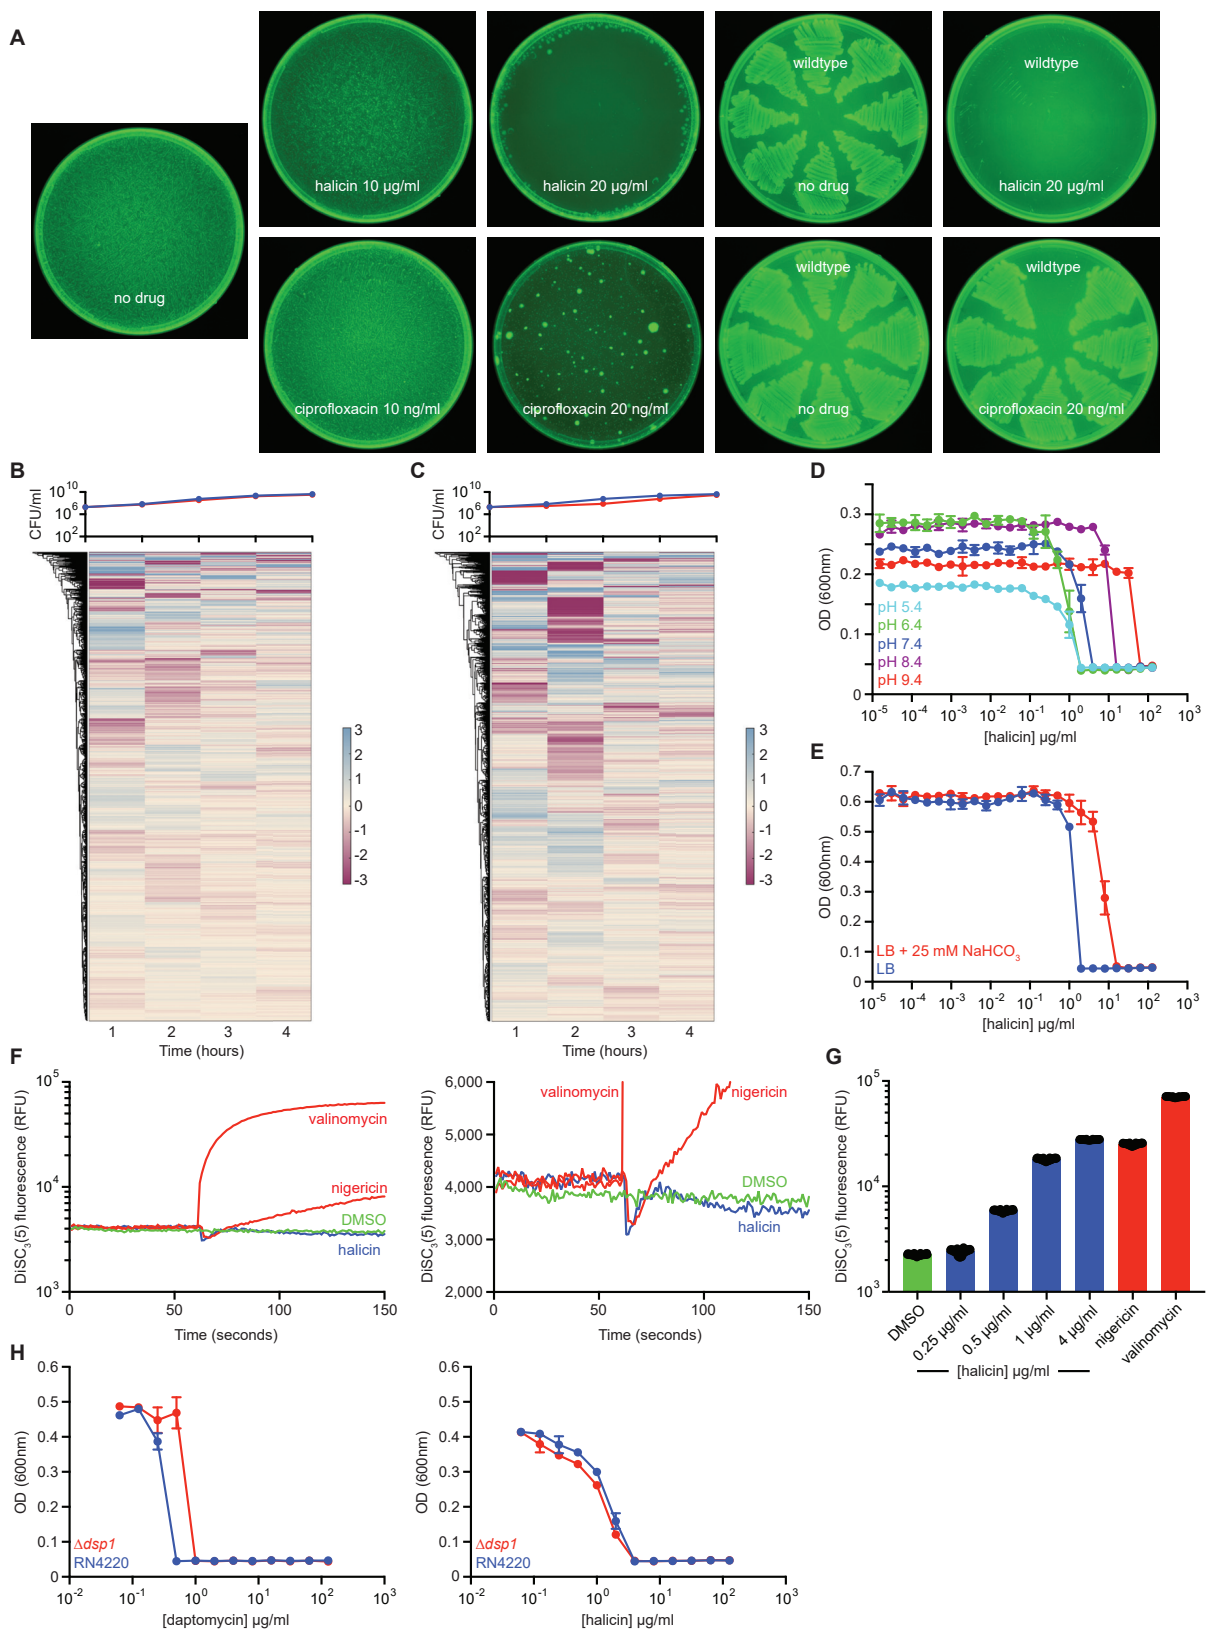 A
no drug
halicin 10 µg/ml
halicin 20 µg/ml
wildtype
no drug
wildtype
halicin 20 µg/ml
ciprofloxacin 10 ng/ml
ciprofloxacin 20 ng/ml
wildtype
no drug
wildtype
ciprofloxacin 20 ng/ml
B
CFU/ml
10^10
10^6
10^2
3
2
1
0
-1
-2
-3
1 2 3 4
Time (hours)
C
CFU/ml
10^10
10^6
10^2
3
2
1
0
-1
-2
-3
1 2 3 4
Time (hours)
D
OD (600nm)
0.3
0.2
0.1
0
pH 5.4
pH 6.4
pH 7.4
pH 8.4
pH 9.4
10^-5 10^-4 10^-3 10^-2 10^-1 10^0 10^1 10^2 10^3
[halicin] µg/ml
E
OD (600nm)
0.7
0.6
0.5
0.4
0.3
0.2
0.1
0
LB + 25 mM NaHCO3
LB
10^-5 10^-4 10^-3 10^-2 10^-1 10^0 10^1 10^2 10^3
[halicin] µg/ml
F
DiSC3(5) fluorescence (RFU)
10^5
10^4
10^3
valinomycin
nigericin
DMSO
halicin
0 50 100 150
Time (seconds)
DiSC3(5) fluorescence (RFU)
6,000
5,000
4,000
3,000
2,000
valinomycin
nigericin
DMSO
halicin
0 50 100 150
Time (seconds)
G
DiSC3(5) fluorescence (RFU)
10^5
10^4
10^3
DMSO
0.25 µg/ml
0.5 µg/ml
1 µg/ml
4 µg/ml
nigericin
valinomycin
[halicin] µg/ml
H
OD (600nm)
0.6
0.5
0.4
0.3
0.2
0.1
0
Δdsp1
RN4220
10^-2 10^-1 10^0 10^1 10^2 10^3
[daptomycin] µg/ml
OD (600nm)
0.6
0.5
0.4
0.3
0.2
0.1
0
Δdsp1
RN4220
10^-2 10^-1 10^0 10^1 10^2 10^3
[halicin] µg/ml